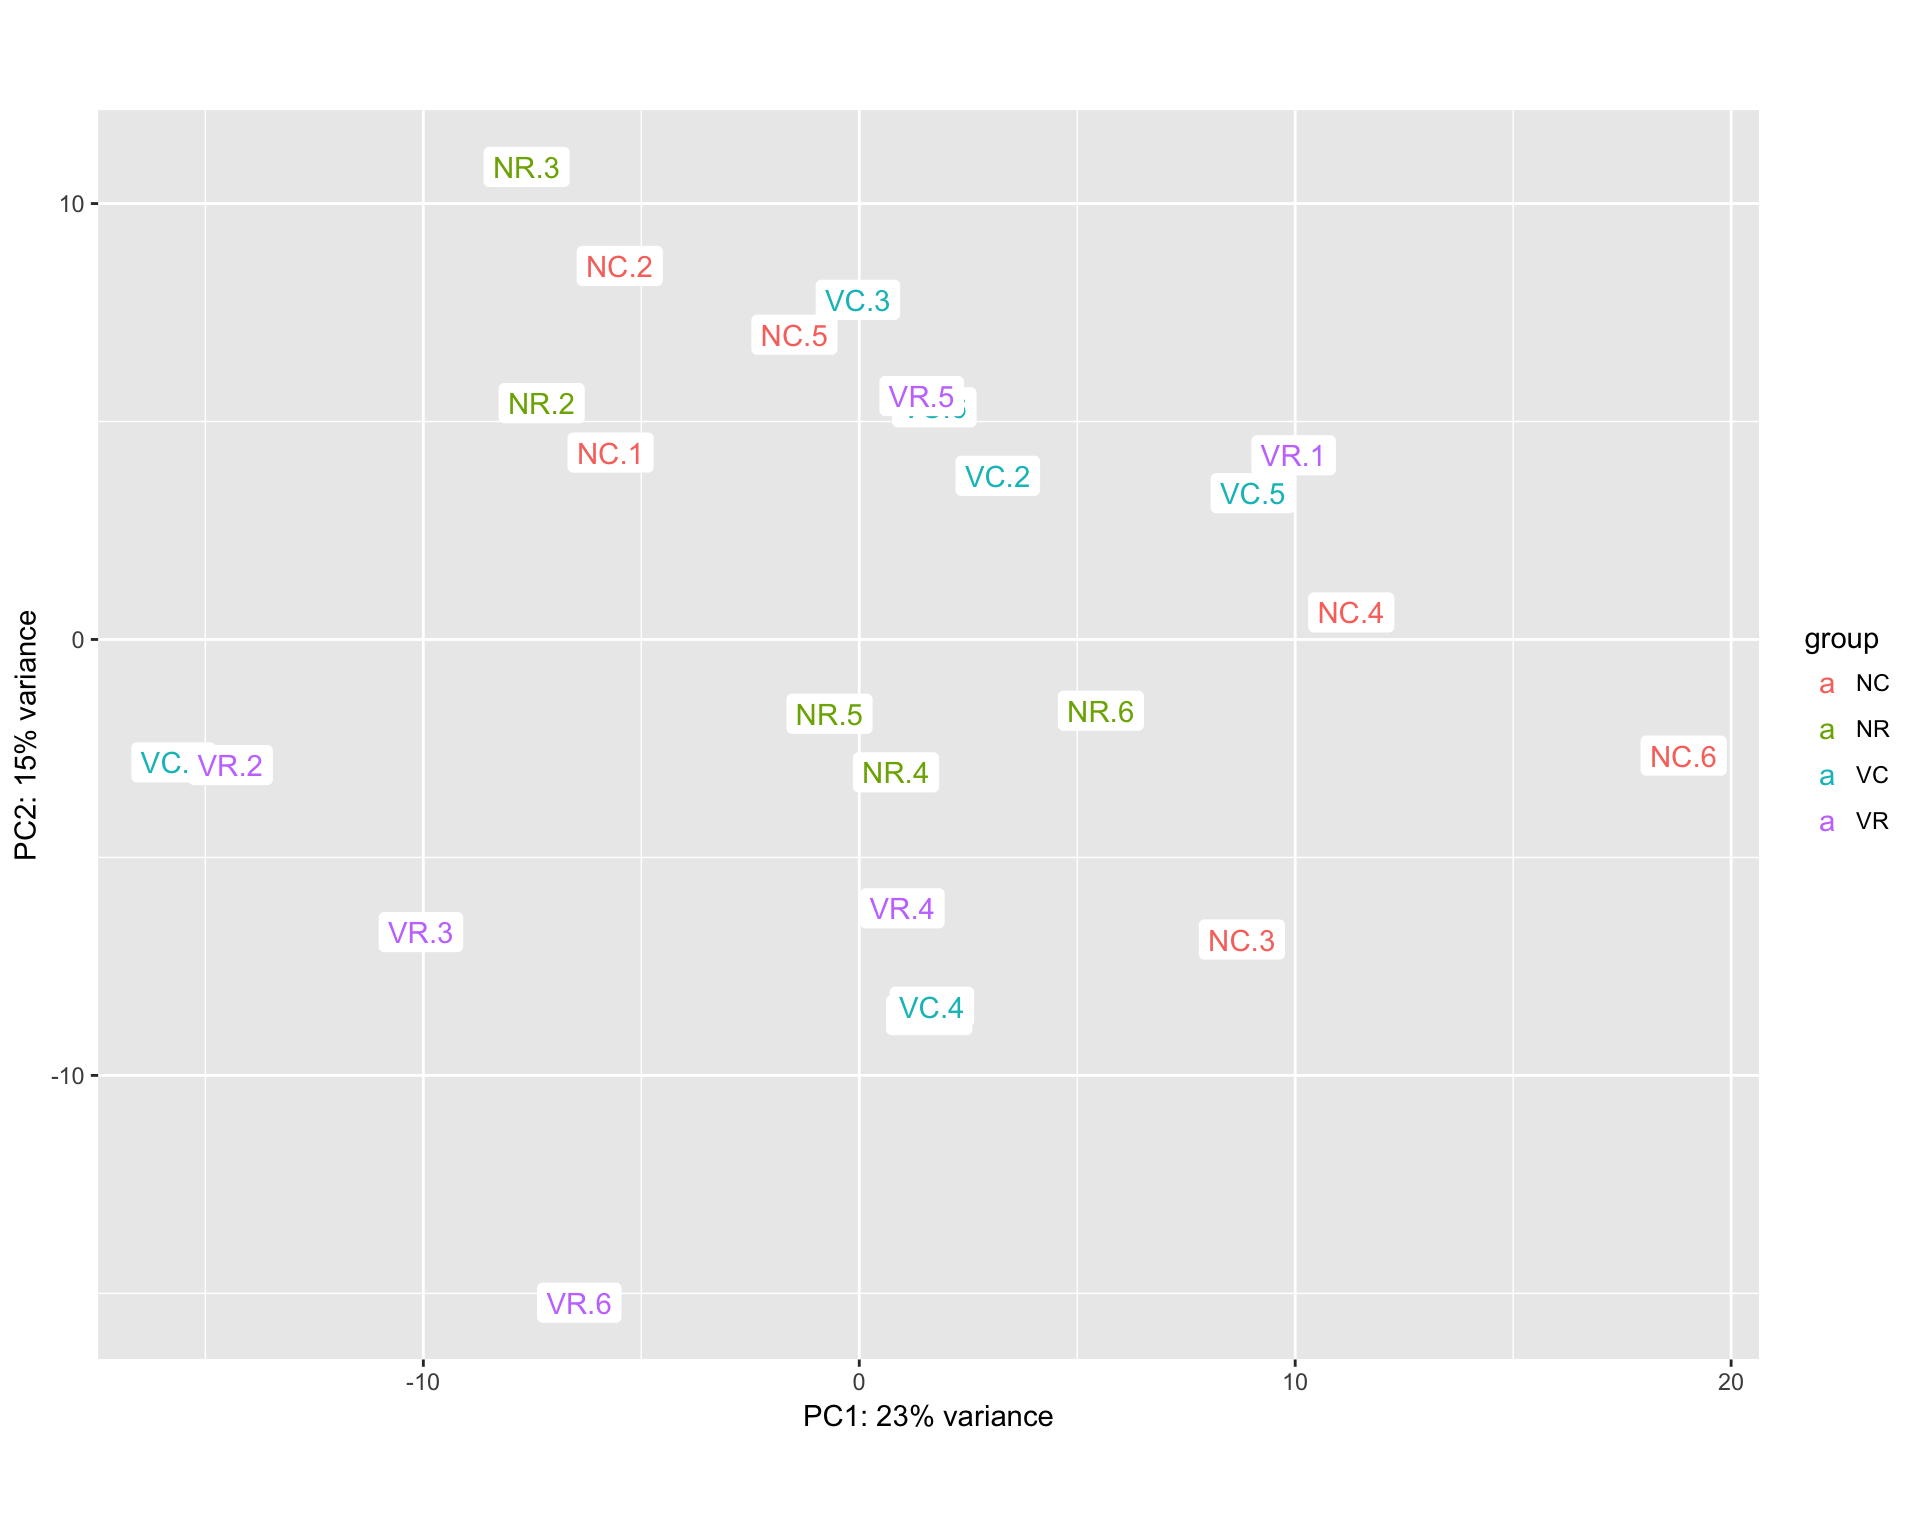 NR.3
10
NC.2
VC.3
NC.5
VR.5
NR.2
NC.1
VR.1
VC.2
VC.5
NC.4
0
PC2: 15% variance
group
a NC
a NR
a VC
a VR
NR.5
NR.6
VC.
VR.2
NR.4
NC.6
VR.4
VR.3
NC.3
VC.4
-10
VR.6
-10
0
10
20
PC1: 23% variance